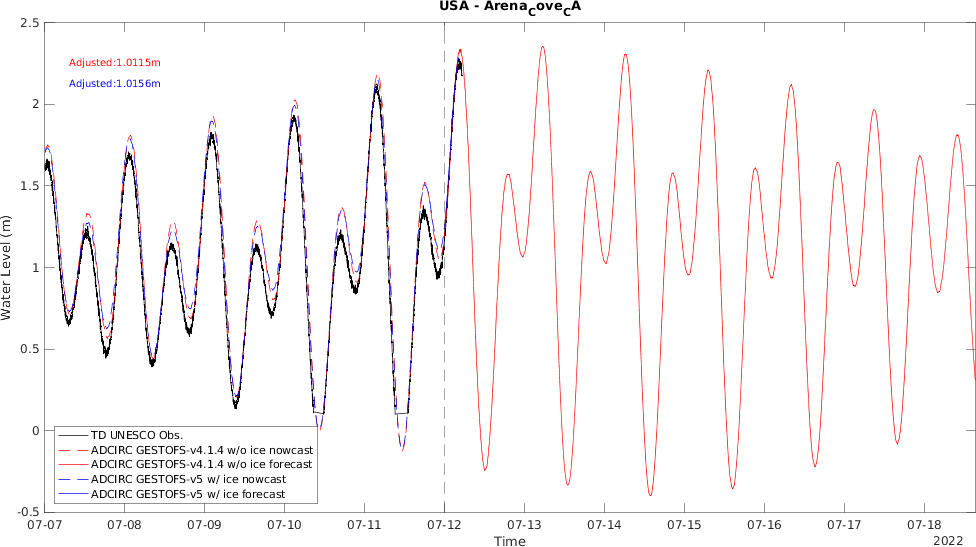 USA - ArenaCoveCA
2.5
2
1.5
1
0.5
0
-0.5
Water Level (m)
Adjusted:1.0115m
Adjusted:1.0156m
TD UNESCO Obs.
ADCIRC GESTOFS-v4.1.4 w/o ice nowcast
ADCIRC GESTOFS-v4.1.4 w/o ice forecast
ADCIRC GESTOFS-v5 w/ ice nowcast
ADCIRC GESTOFS-v5 w/ ice forecast
07-07 07-08 07-09 07-10 07-11 07-12 07-13 07-14 07-15 07-16 07-17 07-18
Time
2022